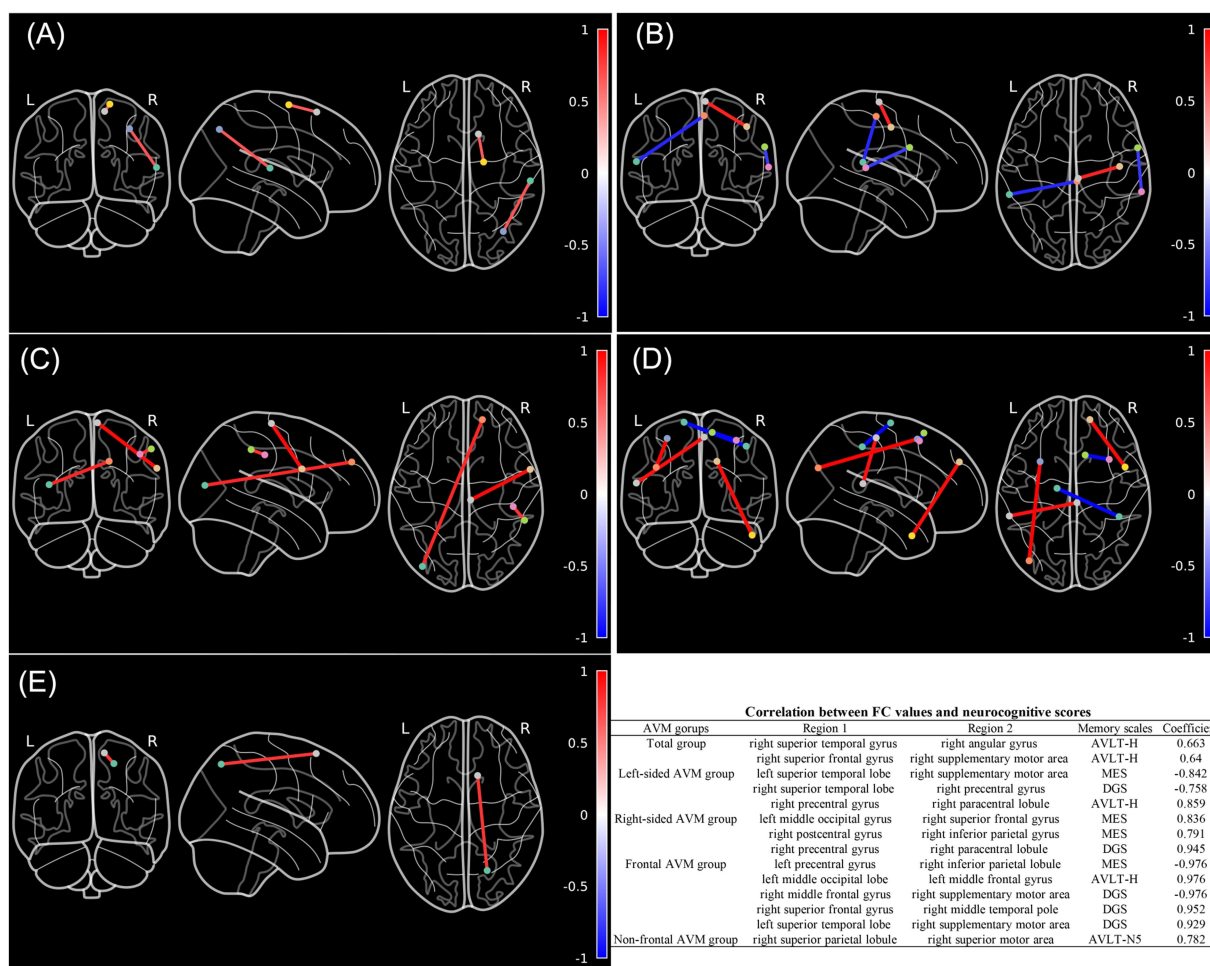 (A)
L R L R
1
0.5
0
-0.5
-1
(B)
L R L R
1
0.5
0
-0.5
-1
(C)
L R L R
1
0.5
0
-0.5
-1
(D)
L R L R
1
0.5
0
-0.5
-1
(E)
L R L R
1
0.5
0
-0.5
-1
Correlation between FC values and neurocognitive scores
AVM gorups Region 1 Region 2 Memory scales Coefficie
Total group right superior temporal gyrus right angular gyrus AVLT-H 0.663
right superior frontal gyrus right supplementary motor area AVLT-H 0.64
Left-sided AVM group left superior temporal lobe right supplementary motor area MES -0.842
right superior temporal lobe right precentral gyrus DGS -0.758
right precentral gyrus right paracentral lobule AVLT-H 0.859
Right-sided AVM group left middle occipital gyrus right superior frontal gyrus MES 0.836
right postcentral gyrus right inferior parietal gyrus MES 0.791
right precentral gyrus right paracentral lobule DGS 0.945
Frontal AVM group left precentral gyrus right inferior parietal lobule MES -0.976
left middle occipital lobe left middle frontal gyrus AVLT-H 0.976
right middle frontal gyrus right supplementary motor area DGS -0.976
right superior frontal gyrus right middle temporal pole DGS 0.952
left superior temporal lobe right supplementary motor area DGS 0.929
Non-frontal AVM group right superior parietal lobule right superior motor area AVLT-N5 0.782